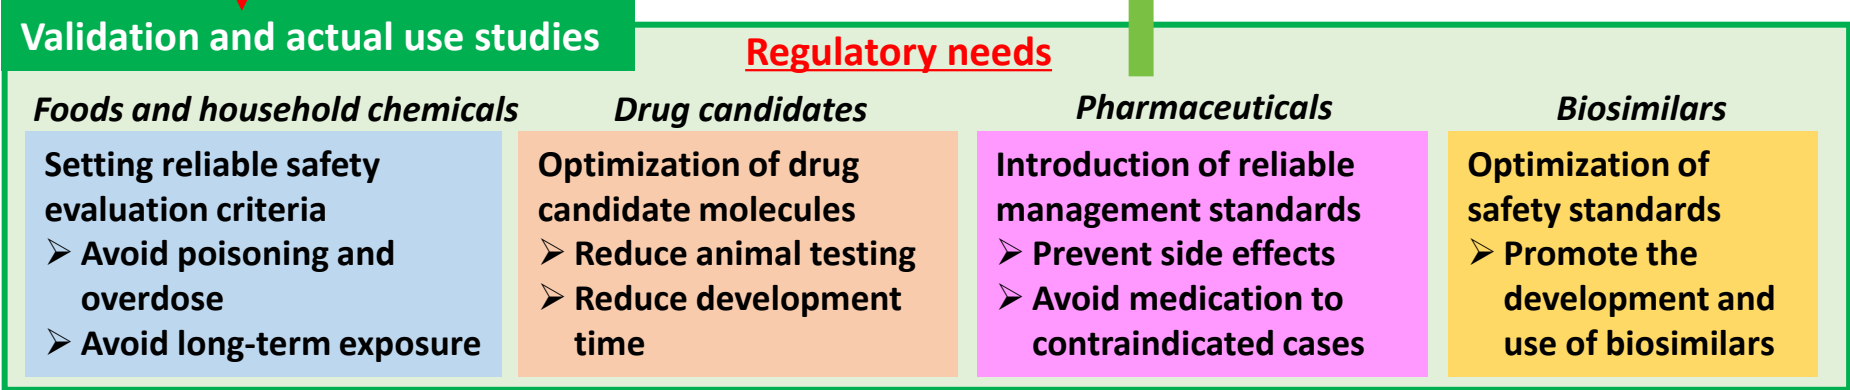 Validation and actual use studies
Regulatory needs
Foods and household chemicals
Setting reliable safety
evaluation criteria
➢ Avoid poisoning and
overdose
➢ Avoid long-term exposure
Drug candidates
Optimization of drug
candidate molecules
➢ Reduce animal testing
➢ Reduce development
time
Pharmaceuticals
Introduction of reliable
management standards
➢ Prevent side effects
➢ Avoid medication to
contraindicated cases
Biosimilars
Optimization of
safety standards
➢ Promote the
development and
use of biosimilars